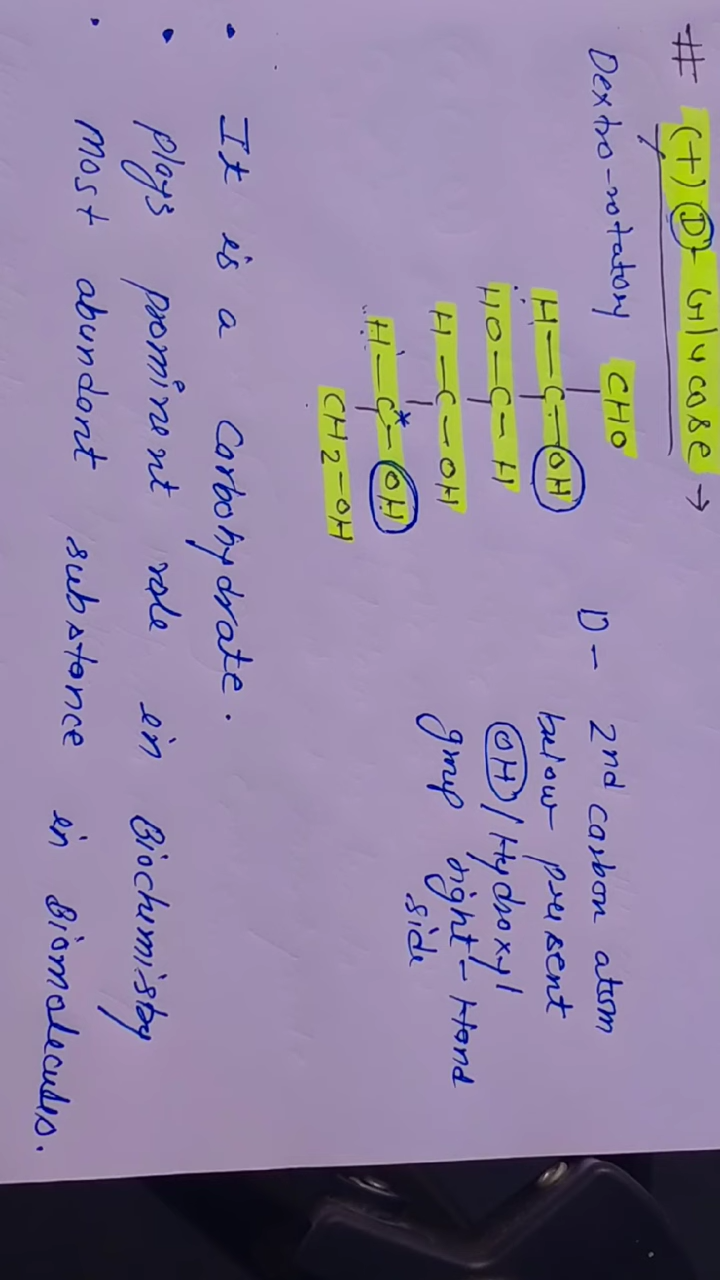 # (+) D- Glucose →
Dextro-rotatory
CHO
H-C-OH
HO-C-H
H-C-OH
H-C*-OH
CH2-OH
D - 2nd carbon atom
below present
OH / Hydroxyl
group right-Hand
side
• It is a Carbohydrate.
• plays prominent role in Biochemistry
• Most abundant substance in Biomolecules.